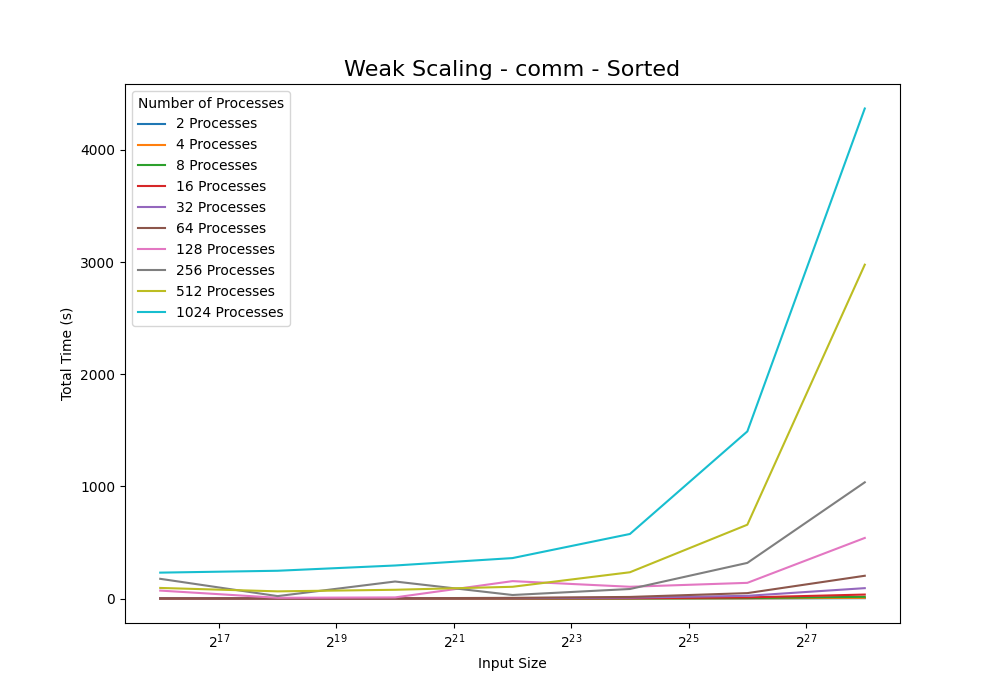 Weak Scaling - comm - Sorted
Number of Processes
2 Processes
4 Processes
8 Processes
16 Processes
32 Processes
64 Processes
128 Processes
256 Processes
512 Processes
1024 Processes
Total Time (s)
4000
3000
2000
1000
0
2^17 2^19 2^21 2^23 2^25 2^27
Input Size